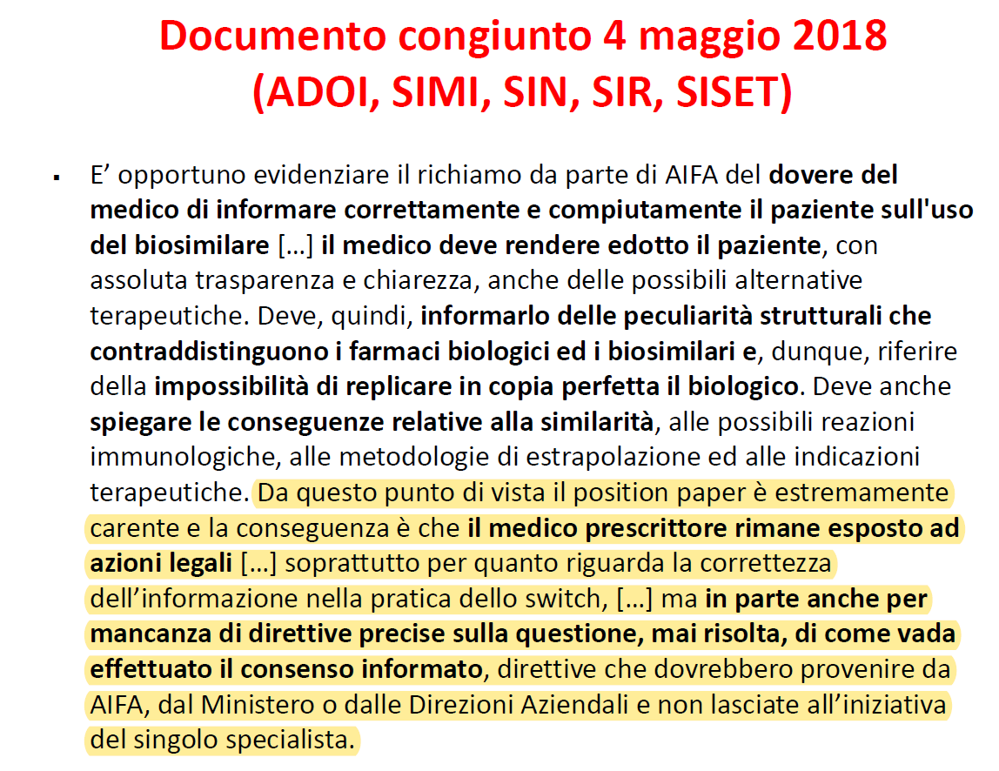 Documento congiunto 4 maggio 2018
(ADOI, SIMI, SIN, SIR, SISET)
▪ E’ opportuno evidenziare il richiamo da parte di AIFA del dovere del
medico di informare correttamente e compiutamente il paziente sull'uso
del biosimilare […] il medico deve rendere edotto il paziente, con
assoluta trasparenza e chiarezza, anche delle possibili alternative
terapeutiche. Deve, quindi, informarlo delle peculiarità strutturali che
contraddistinguono i farmaci biologici ed i biosimilari e, dunque, riferire
della impossibilità di replicare in copia perfetta il biologico. Deve anche
spiegare le conseguenze relative alla similarità, alle possibili reazioni
immunologiche, alle metodologie di estrapolazione ed alle indicazioni
terapeutiche. Da questo punto di vista il position paper è estremamente
carente e la conseguenza è che il medico prescrittore rimane esposto ad
azioni legali […] soprattutto per quanto riguarda la correttezza
dell’informazione nella pratica dello switch, […] ma in parte anche per
mancanza di direttive precise sulla questione, mai risolta, di come vada
effettuato il consenso informato, direttive che dovrebbero provenire da
AIFA, dal Ministero o dalle Direzioni Aziendali e non lasciate all’iniziativa
del singolo specialista.